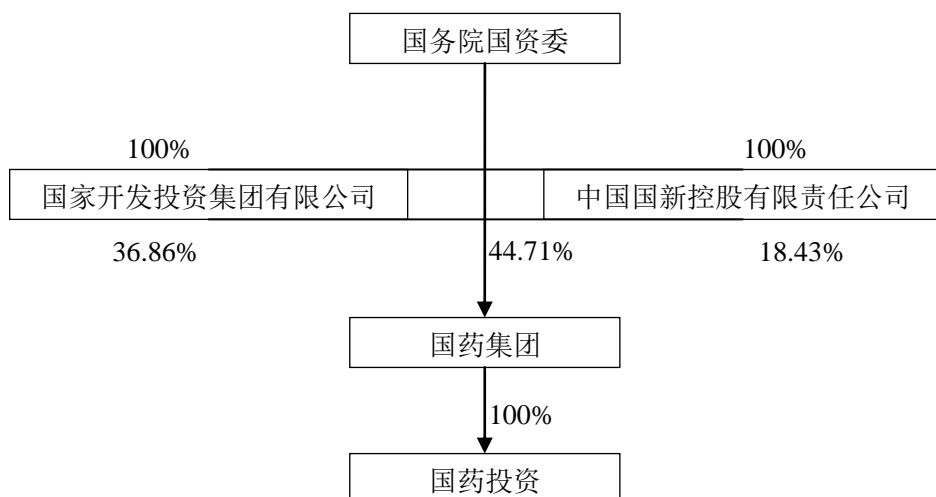 国务院国资委
100%
100%
国家开发投资集团有限公司
中国国新控股有限责任公司
36.86%
44.71%
18.43%
国药集团
100%
国药投资